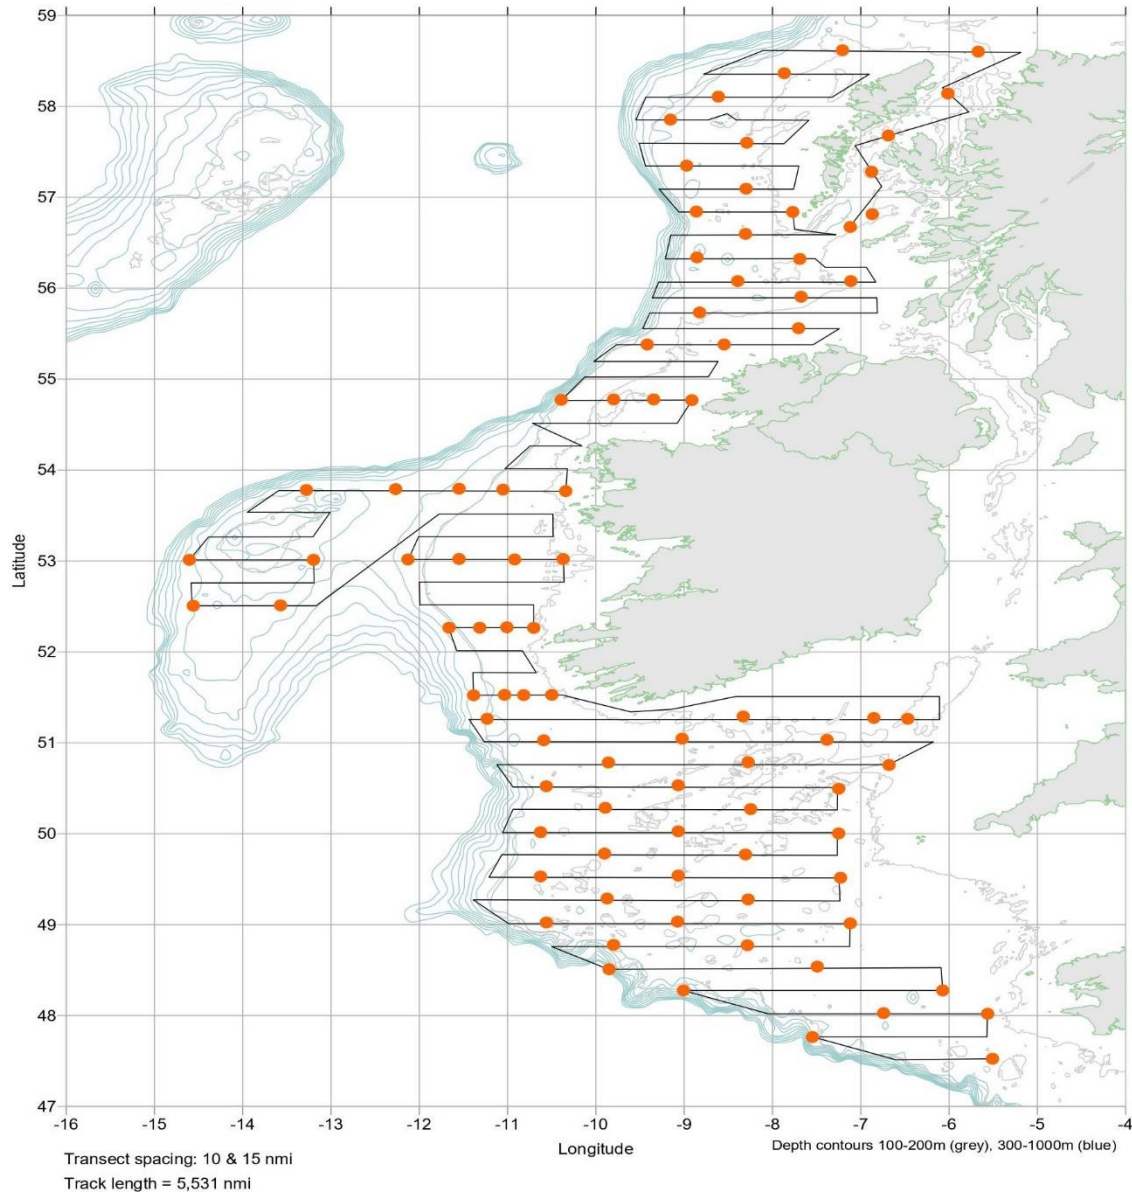 59
58
57
56
55
54
Latitude
53
52
51
50
49
48
47
-16 -15 -14 -13 -12 -11 -10 -9 -8 -7 -6 -5 -4
Longitude
Depth contours 100-200m (grey), 300-1000m (blue)
Transect spacing: 10 & 15 nmi
Track length = 5,531 nmi